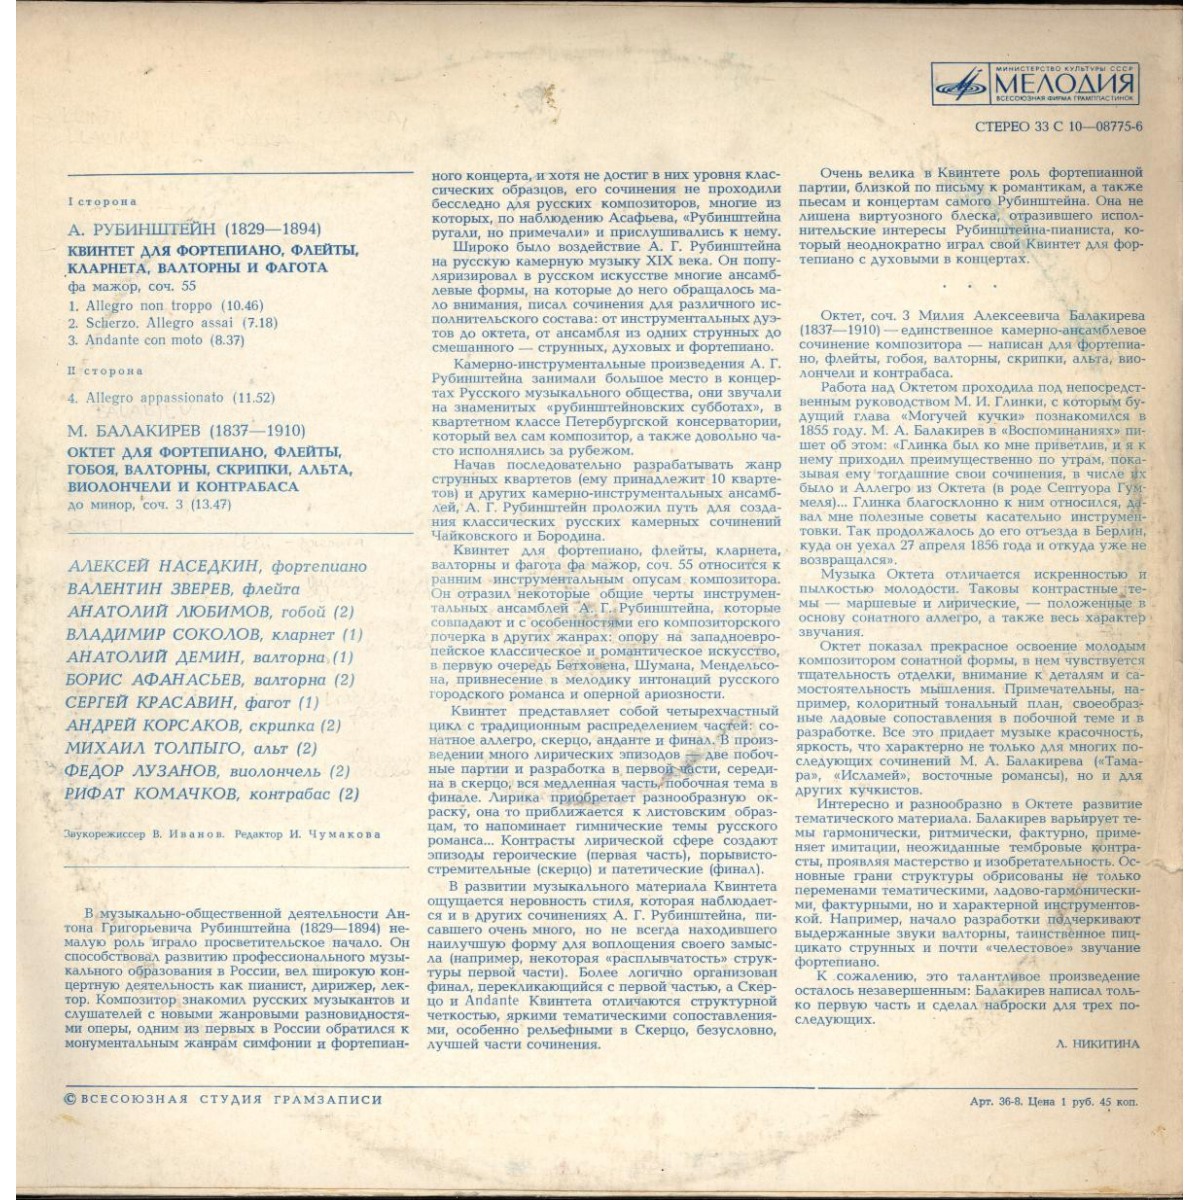 МИНИСТЕРСТВО КУЛЬТУРЫ СССР
МЕЛОДИЯ
ВСЕСОЮЗНАЯ ФИРМА ГРАМПЛАСТИНОК
СТЕРЕО 33 С 10—08775-6
I сторона
А. РУБИНШТЕЙН (1829—1894)
КВИНТЕТ ДЛЯ ФОРТЕПИАНО, ФЛЕЙТЫ,
КЛАРНЕТА, ВАЛТОРНЫ И ФАГОТА
фа мажор, соч. 55
1. Allegro non troppo (10.46)
2. Scherzo. Allegro assai (7.18)
3. Andante con moto (8.37)
II сторона
4. Allegro appassionato (11.52)
М. БАЛАКИРЕВ (1837—1910)
ОКТЕТ ДЛЯ ФОРТЕПИАНО, ФЛЕЙТЫ,
ГОБОЯ, ВАЛТОРНЫ, СКРИПКИ, АЛЬТА,
ВИОЛОНЧЕЛИ И КОНТРАБАСА
до минор, соч. 3 (13.47)
АЛЕКСЕЙ НАСЕДКИН, фортепиано
ВАЛЕНТИН ЗВЕРЕВ, флейта
АНАТОЛИЙ ЛЮБИМОВ, гобой (2)
ВЛАДИМИР СОКОЛОВ, кларнет (1)
АНАТОЛИЙ ДЕМИН, валторна (1)
БОРИС АФАНАСЬЕВ, валторна (2)
СЕРГЕЙ КРАСАВИН, фагот (1)
АНДРЕЙ КОРСАКОВ, скрипка (2)
МИХАИЛ ТОЛПЫГО, альт (2)
ФЕДОР ЛУЗАНОВ, виолончель (2)
РИФАТ КОМАЧКОВ, контрабас (2)
Звукорежиссер В. Иванов. Редактор И. Чумакова
В музыкально-общественной деятельности Ан-
тона Григорьевича Рубинштейна (1829—1894) не-
малую роль играло просветительское начало. Он
способствовал развитию профессионального музы-
кального образования в России, вел широкую кон-
цертную деятельность как пианист, дирижер, лек-
тор. Композитор знакомил русских музыкантов и
слушателей с новыми жанровыми разновидностя-
ми оперы, одним из первых в России обратился к
монументальным жанрам симфонии и фортепиан-
ного концерта, и хотя не достиг в них уровня клас-
сических образцов, его сочинения не проходили
бесследно для русских композиторов, многие из
которых, по наблюдению Асафьева, «Рубинштейна
ругали, но примечали» и прислушивались к нему.
Широко было воздействие А. Г. Рубинштейна
на русскую камерную музыку XIX века. Он попу-
ляризировал в русском искусстве многие ансамб-
левые формы, на которые до него обращалось ма-
ло внимания, писал сочинения для различного ис-
полнительского состава: от инструментальных дуэ-
тов до октета, от ансамбля из одних струнных до
смешанного — струнных, духовых и фортепиано.
Камерно-инструментальные произведения А. Г.
Рубинштейна занимали большое место в концер-
тах Русского музыкального общества, они звучали
на знаменитых «рубинштейновских субботах», в
квартетном классе Петербургской консерватории,
который вел сам композитор, а также довольно ча-
сто исполнялись за рубежом.
Начав последовательно разрабатывать жанр
струнных квартетов (ему принадлежит 10 кварте-
тов) и других камерно-инструментальных ансамб-
лей, А. Г. Рубинштейн проложил путь для созда-
ния классических русских камерных сочинений
Чайковского и Бородина.
Квинтет для фортепиано, флейты, кларнета,
валторны и фагота фа мажор, соч. 55 относится к
ранним инструментальным опусам композитора.
Он отразил некоторые общие черты инструмен-
тальных ансамблей А. Г. Рубинштейна, которые
совпадают и с особенностями его композиторского
почерка в других жанрах: опору на западноевро-
пейское классическое и романтическое искусство,
в первую очередь Бетховена, Шумана, Мендельсо-
на, привнесение в мелодику интонаций русского
городского романса и оперной ариозности.
Квинтет представляет собой четырехчастный
цикл с традиционным распределением частей: со-
натное аллегро, скерцо, анданте и финал. В произ-
ведении много лирических эпизодов — две побоч-
ные партии и разработка в первой части, середи-
на в скерцо, вся медленная часть, побочная тема в
финале. Лирика приобретает разнообразную ок-
раску, она то приближается к листовским образ-
цам, то напоминает гимнические темы русского
романса... Контрасты лирической сфере создают
эпизоды героические (первая часть), порывисто-
стремительные (скерцо) и патетические (финал).
В развитии музыкального материала Квинтета
ощущается неровность стиля, которая наблюдает-
ся и в других сочинениях А. Г. Рубинштейна, пи-
савшего очень много, но не всегда находившего
наилучшую форму для воплощения своего замыс-
ла (например, некоторая «расплывчатость» струк-
туры первой части). Более логично организован
финал, перекликающийся с первой частью, а Скер-
цо и Andante Квинтета отличаются структурной
четкостью, яркими тематическими сопоставления-
ми, особенно рельефными в Скерцо, безусловно,
лучшей части сочинения.
Очень велика в Квинтете роль фортепианной
партии, близкой по письму к романтикам, а также
пьесам и концертам самого Рубинштейна. Она не
лишена виртуозного блеска, отразившего испол-
нительские интересы Рубинштейна-пианиста, ко-
торый неоднократно играл свой Квинтет для фор-
тепиано с духовыми в концертах.
. . .
Октет, соч. 3 Милия Алексеевича Балакирева
(1837—1910) — единственное камерно-ансамблевое
сочинение композитора — написан для фортепиа-
но, флейты, гобоя, валторны, скрипки, альта, вио-
лончели и контрабаса.
Работа над Октетом проходила под непосредст-
венным руководством М. И. Глинки, с которым бу-
дущий глава «Могучей кучки» познакомился в
1855 году. М. А. Балакирев в «Воспоминаниях» пи-
шет об этом: «Глинка был ко мне приветлив, и я к
нему приходил преимущественно по утрам, пока-
зывая ему тогдашние свои сочинения, в числе их
было и Аллегро из Октета (в роде Септуора Гум-
меля)... Глинка благосклонно к ним относился, да-
вал мне полезные советы касательно инструмен-
товки. Так продолжалось до его отъезда в Берлин,
куда он уехал 27 апреля 1856 года и откуда уже не
возвращался».
Музыка Октета отличается искренностью и
пылкостью молодости. Таковы контрастные те-
мы — маршевые и лирические, — положенные в
основу сонатного аллегро, а также весь характер
звучания.
Октет показал прекрасное освоение молодым
композитором сонатной формы, в нем чувствуется
тщательность отделки, внимание к деталям и са-
мостоятельность мышления. Примечательны, на-
пример, колоритный тональный план, своеобраз-
ные ладовые сопоставления в побочной теме и в
разработке. Все это придает музыке красочность,
яркость, что характерно не только для многих по-
следующих сочинений М. А. Балакирева («Тама-
ра», «Исламей», восточные романсы), но и для
других кучкистов.
Интересно и разнообразно в Октете развитие
тематического материала. Балакирев варьирует те-
мы гармонически, ритмически, фактурно, приме-
няет имитации, неожиданные тембровые контра-
сты, проявляя мастерство и изобретательность. Ос-
новные грани структуры обрисованы не только
переменами тематическими, ладово-гармонически-
ми, фактурными, но и характерной инструментов-
кой. Например, начало разработки подчеркивают
выдержанные звуки валторны, таинственное пиц-
цикато струнных и почти «челестовое» звучание
фортепиано.
К сожалению, это талантливое произведение
осталось незавершенным: Балакирев написал толь-
ко первую часть и сделал наброски для трех по-
следующих.
Л. НИКИТИНА
© ВСЕСОЮЗНАЯ СТУДИЯ ГРАМЗАПИСИ
Арт. 36-8. Цена 1 руб. 45 коп.